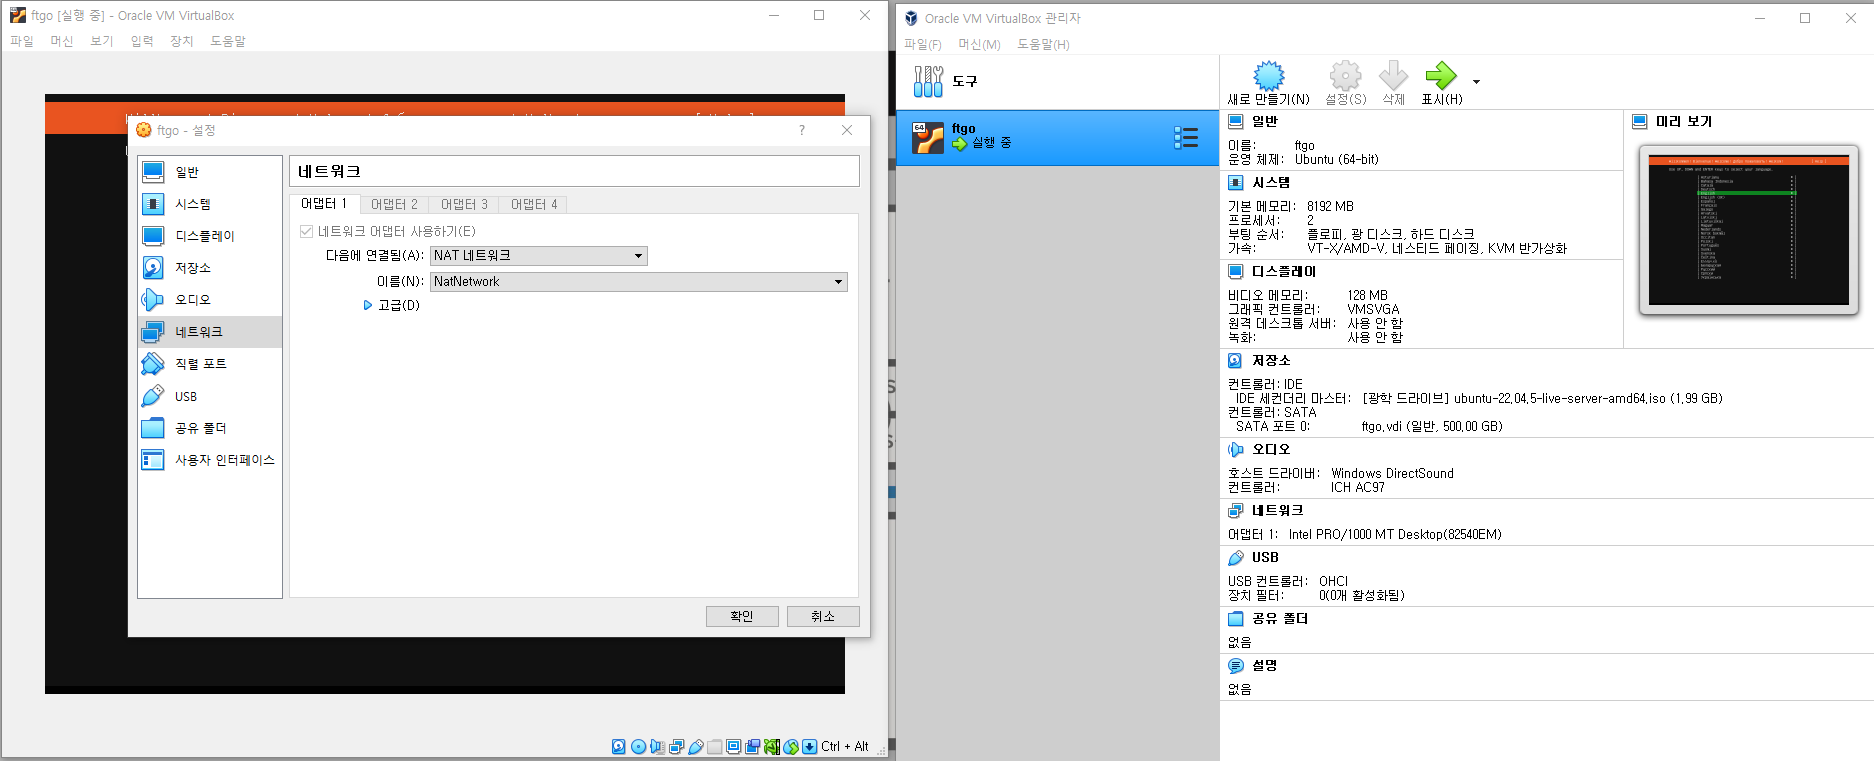 ftgo [실행 중] - Oracle VM VirtualBox
파일 머신 보기 입력 장치 도움말
ftgo - 설정
?
일반
시스템
디스플레이
저장소
오디오
네트워크
직렬 포트
USB
공유 폴더
사용자 인터페이스
네트워크
어댑터 1 어댑터 2 어댑터 3 어댑터 4
네트워크 어댑터 사용하기(E)
다음에 연결됨(A): NAT 네트워크
이름(N): NatNetwork
고급(D)
확인 취소
Ctrl + Alt
Oracle VM VirtualBox 관리자
파일(F) 머신(M) 도움말(H)
도구
64
ftgo
실행 중
새로 만들기(N) 설정(S) 삭제 표시(H)
일반
이름: ftgo
운영 체제: Ubuntu (64-bit)
시스템
기본 메모리: 8192 MB
프로세서: 2
부팅 순서: 플로피, 광 디스크, 하드 디스크
가속: VT-X/AMD-V, 네스티드 페이징, KVM 반가상화
디스플레이
비디오 메모리: 128 MB
그래픽 컨트롤러: VMSVGA
원격 데스크톱 서버: 사용 안 함
녹화: 사용 안 함
미리 보기
저장소
컨트롤러: IDE
IDE 세컨더리 마스터: [광학 드라이브] ubuntu-22.04.5-live-server-amd64.iso (1.99 GB)
컨트롤러: SATA
SATA 포트 0: ftgo.vdi (일반, 500.00 GB)
오디오
호스트 드라이버: Windows DirectSound
컨트롤러: ICH AC97
네트워크
어댑터 1: Intel PRO/1000 MT Desktop(82540EM)
USB
USB 컨트롤러: OHCI
장치 필터: 0(0개 활성화됨)
공유 폴더
없음
설명
없음